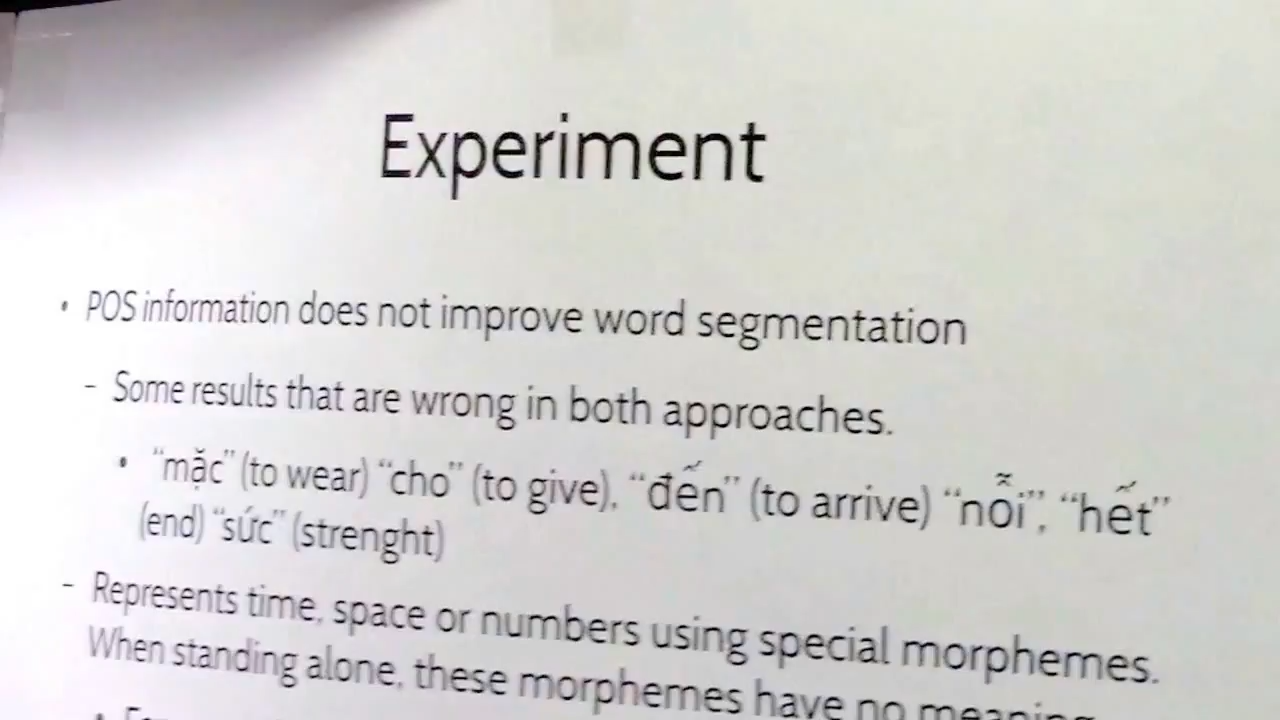 Experiment
• POS information does not improve word segmentation
– Some results that are wrong in both approaches.
• “mặc” (to wear) “cho” (to give), “đến” (to arrive) “nỗi”, “hết”
(end) “sức” (strenght)
– Represents time, space or numbers using special morphemes.
When standing alone, these morphemes have no meaning